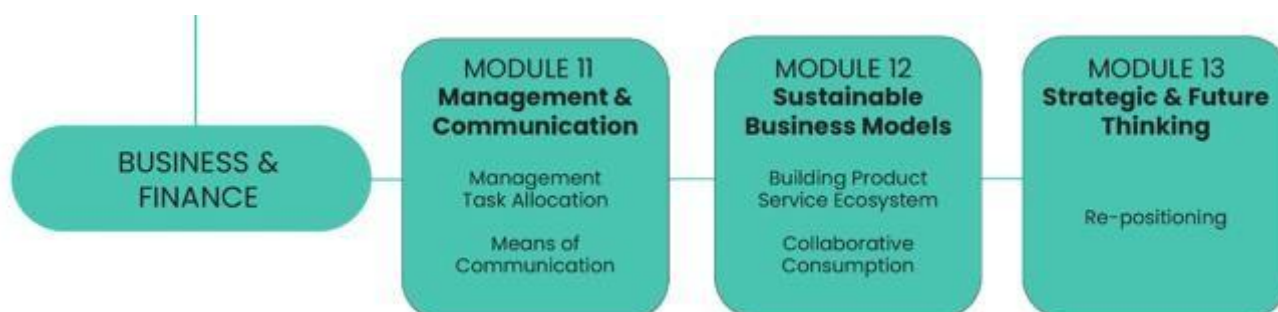 BUSINESS &
FINANCE
MODULE 11
Management &
Communication
Management
Task Allocation
Means of
Communication
MODULE 12
Sustainable
Business Models
Building Product
Service Ecosystem
Collaborative
Consumption
MODULE 13
Strategic & Future
Thinking
Re-positioning